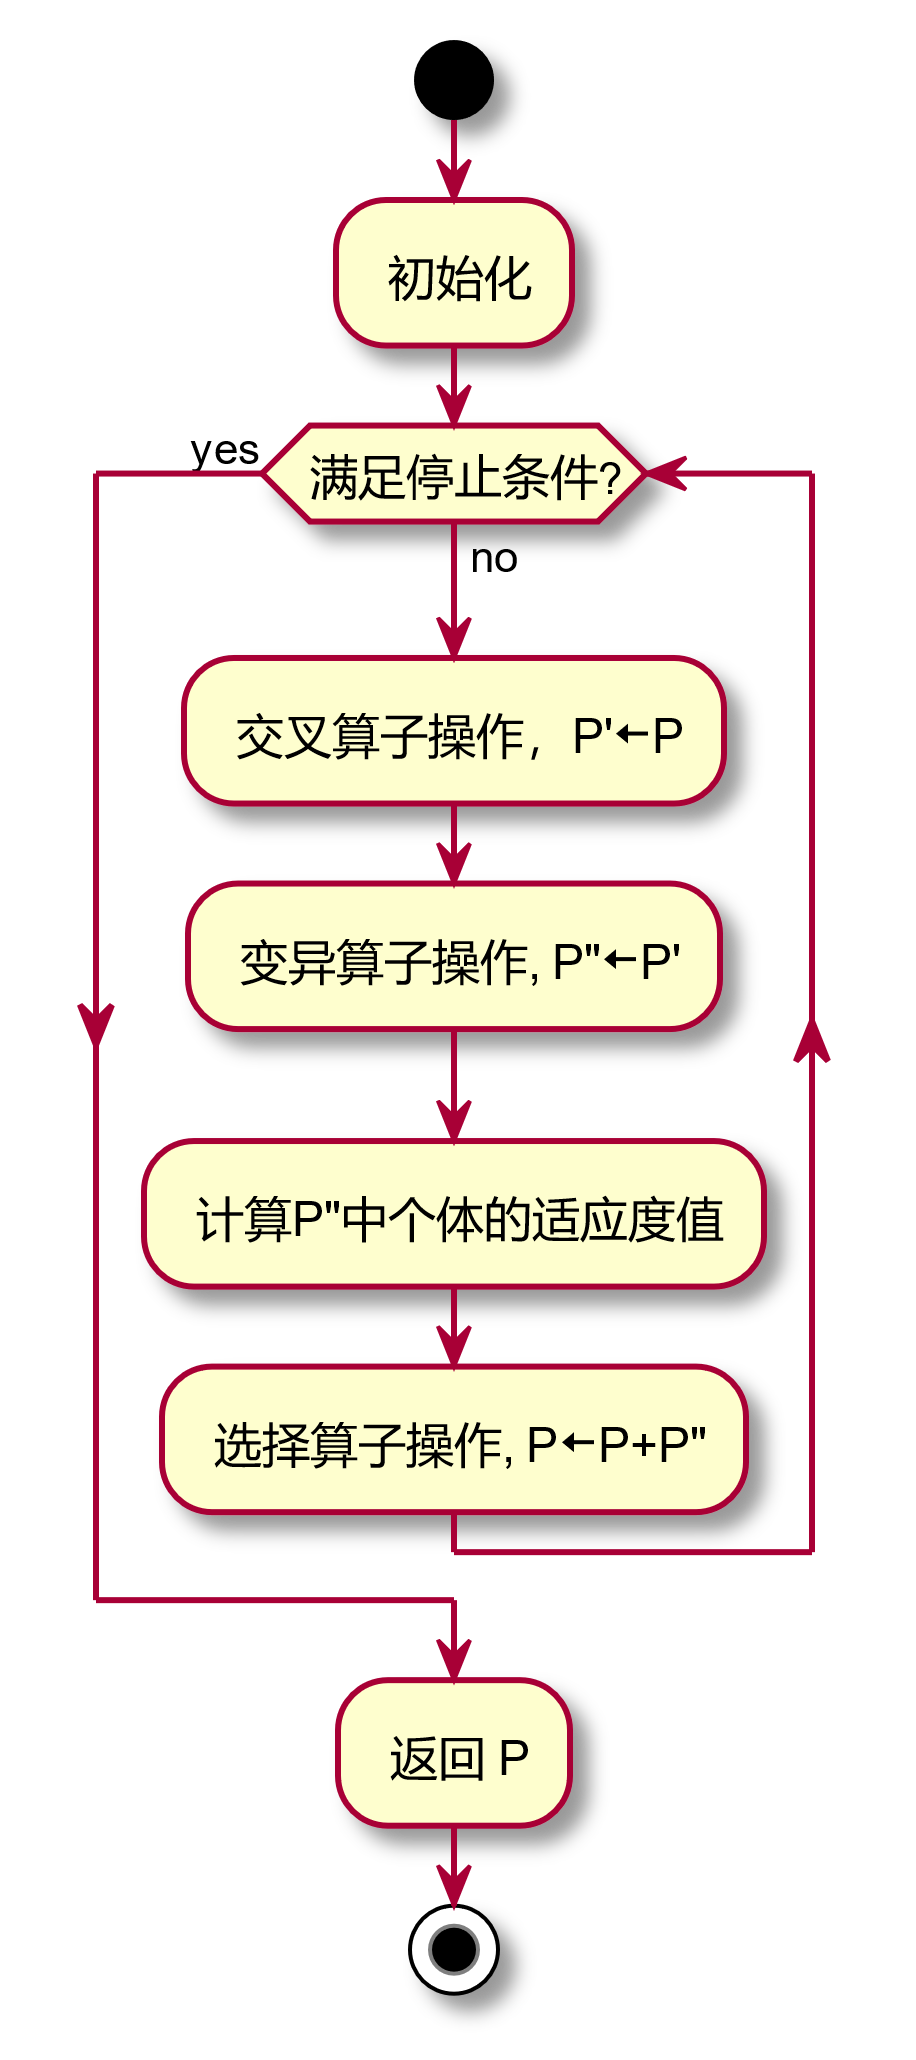 初始化
满足停止条件?
yes
no
交叉算子操作，P'←P
变异算子操作, P"←P'
计算P"中个体的适应度值
选择算子操作, P←P+P"
返回 P